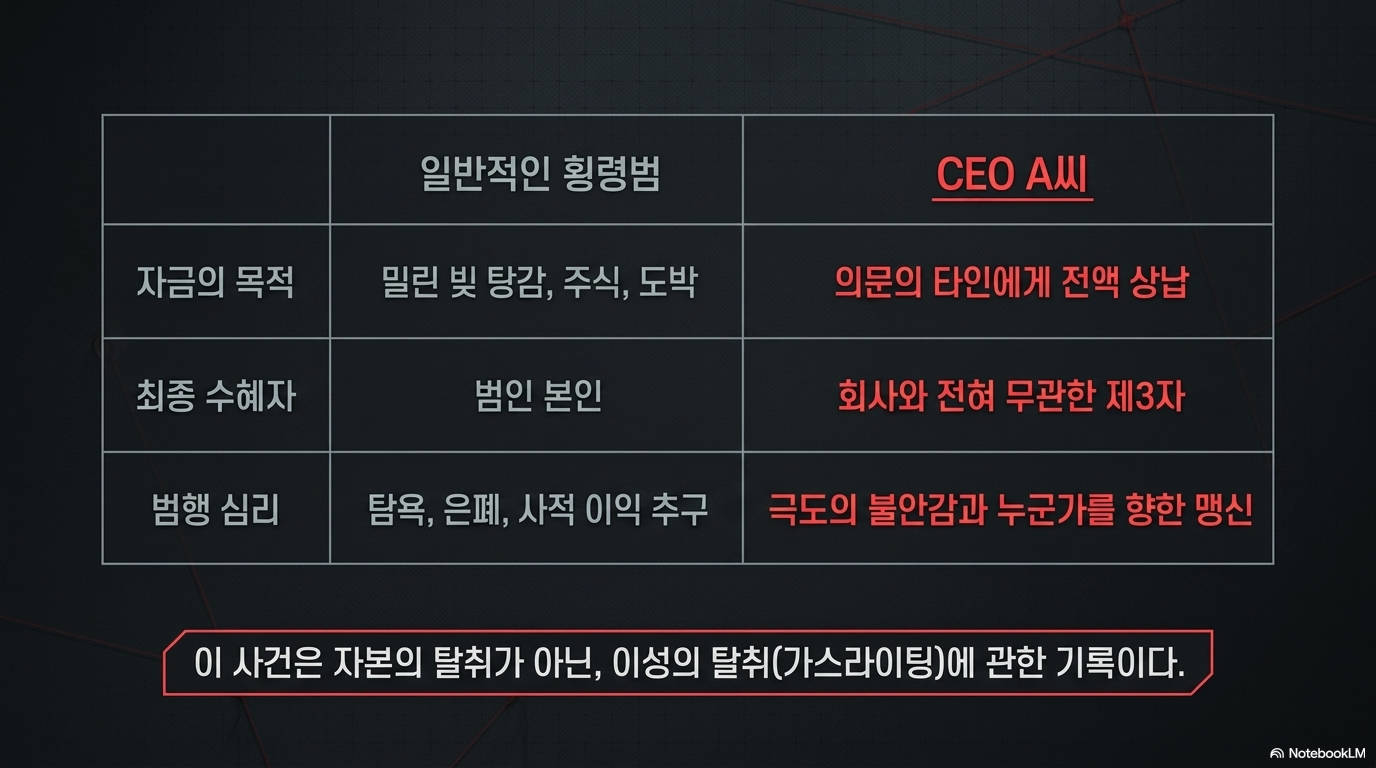 일반적인 횡령범
CEO A씨
자금의 목적
밀린 빚 탕감, 주식, 도박
의문의 타인에게 전액 상납
최종 수혜자
범인 본인
회사와 전혀 무관한 제3자
범행 심리
탐욕, 은폐, 사적 이익 추구
극도의 불안감과 누군가를 향한 맹신
이 사건은 자본의 탈취가 아닌, 이성의 탈취(가스라이팅)에 관한 기록이다.
NotebookLM